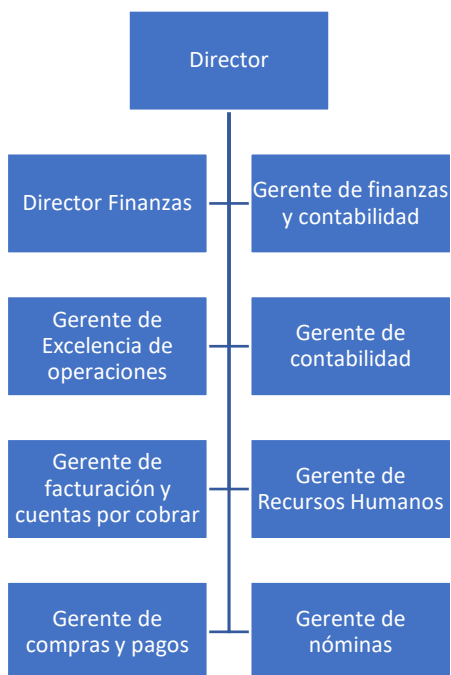 Director
Director Finanzas
Gerente de finanzas
y contabilidad
Gerente de
Excelencia de
operaciones
Gerente de
contabilidad
Gerente de
facturación y
cuentas por cobrar
Gerente de
Recursos Humanos
Gerente de
compras y pagos
Gerente de
nóminas